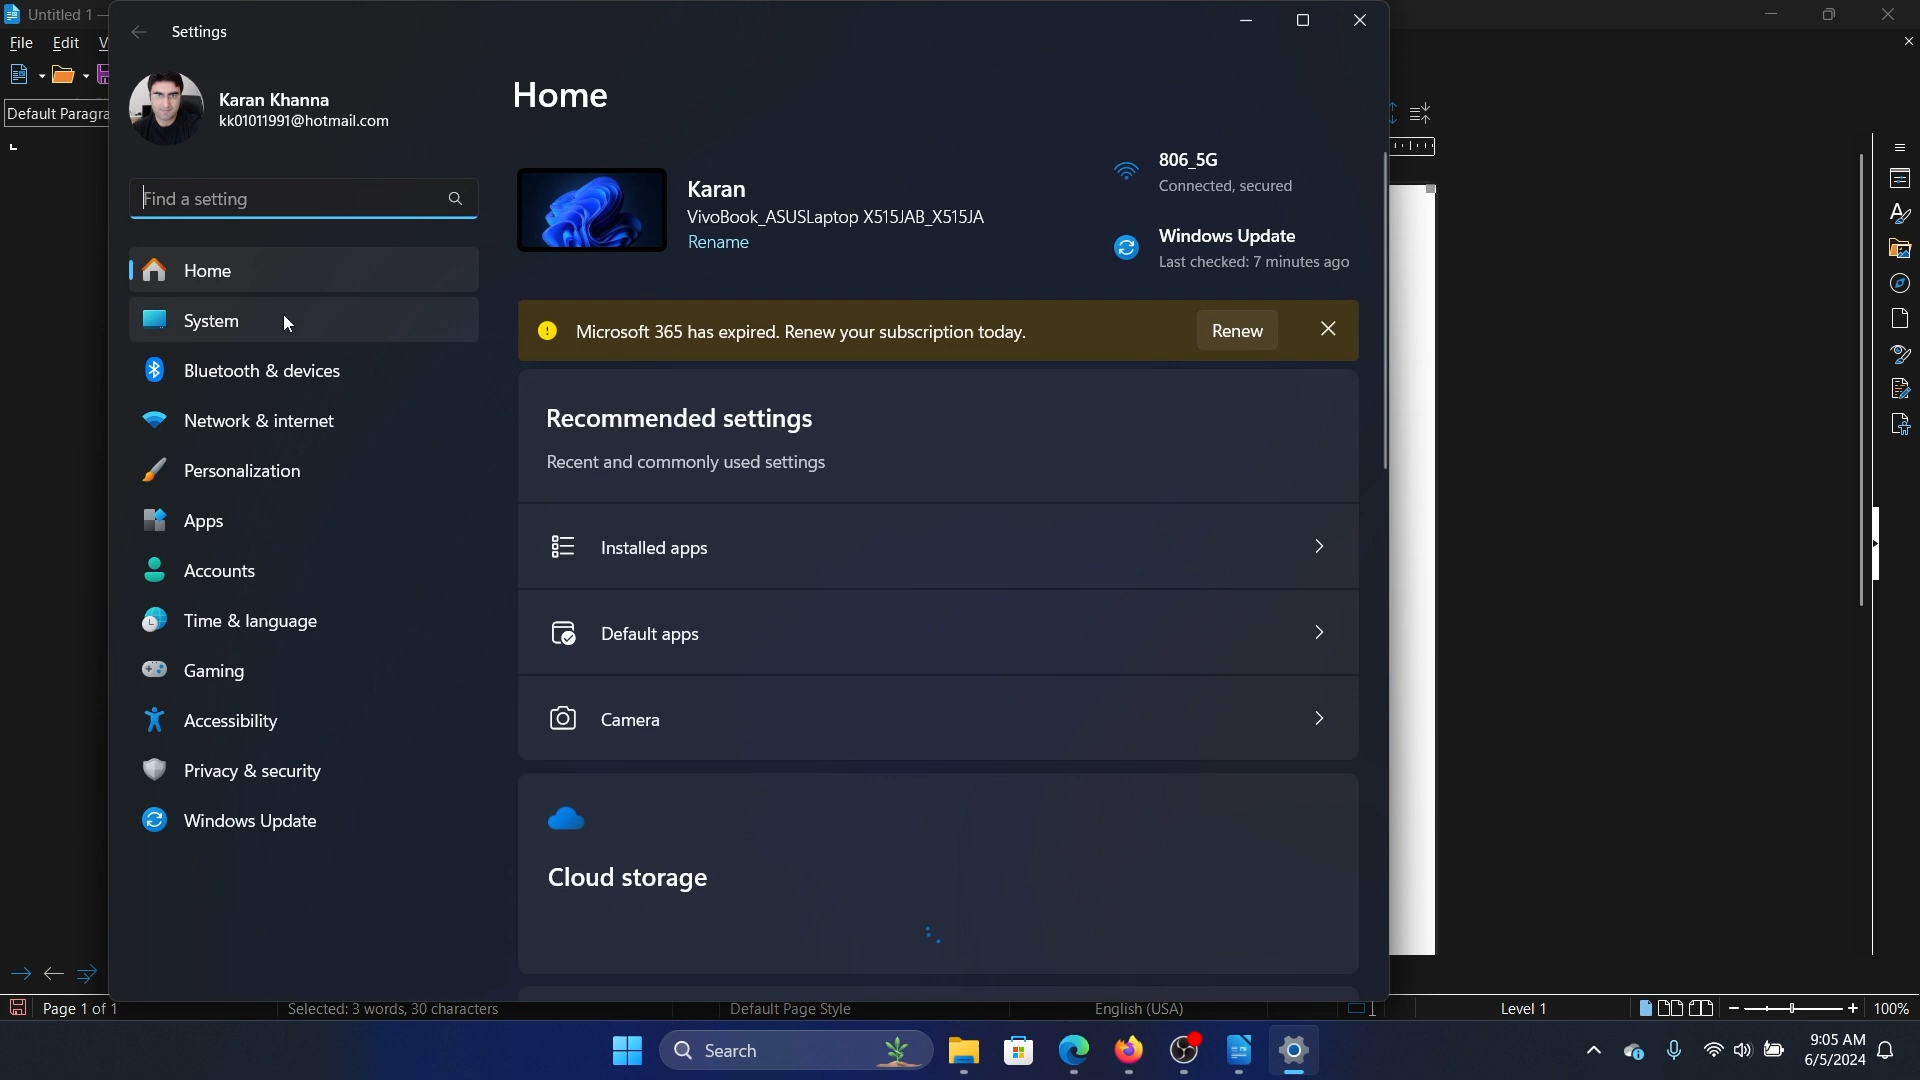 Untitled 1 —
File Edit V
Default Paragra
Settings
Karan Khanna
kk01011991@hotmail.com
Find a setting
Home
System
Bluetooth & devices
Network & internet
Personalization
Apps
Accounts
Time & language
Gaming
Accessibility
Privacy & security
Windows Update
Home
Karan
VivoBook_ASUSLaptop X515JAB_X515JA
Rename
806_5G
Connected, secured
Windows Update
Last checked: 7 minutes ago
Microsoft 365 has expired. Renew your subscription today.
Renew
Recommended settings
Recent and commonly used settings
Installed apps
Default apps
Camera
Cloud storage
Page 1 of 1 Selected: 3 words, 30 characters Default Page Style English (USA) Level 1 100%
Search
9:05 AM
6/5/2024